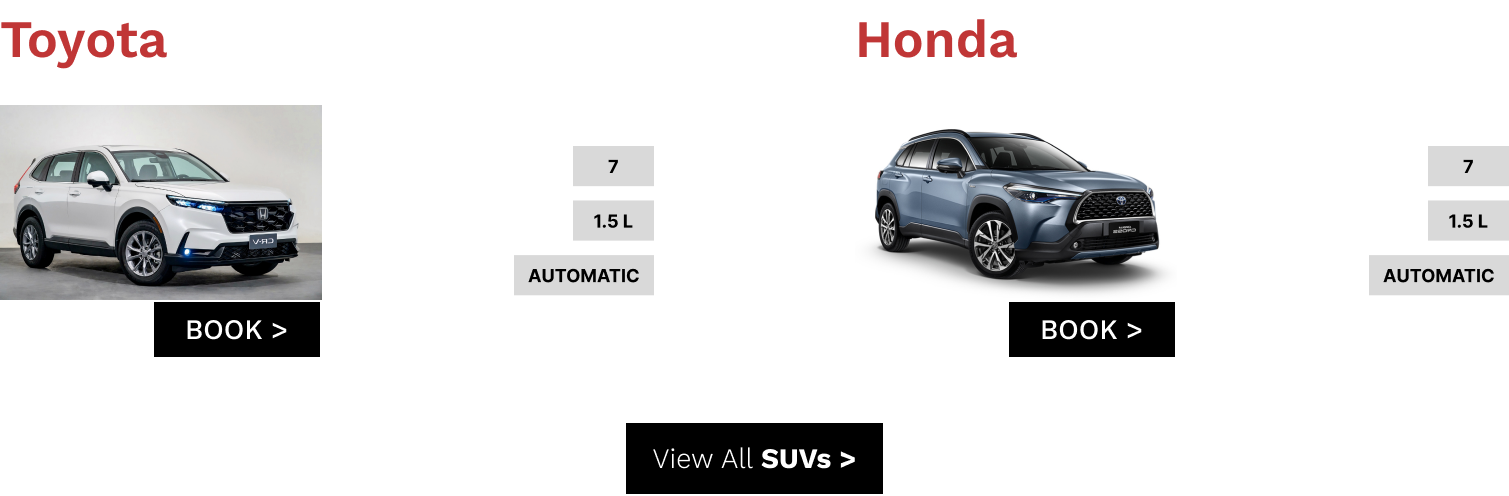 Toyota
Honda
7
1.5 L
AUTOMATIC
BOOK >
7
1.5 L
AUTOMATIC
BOOK >
View All SUVs >